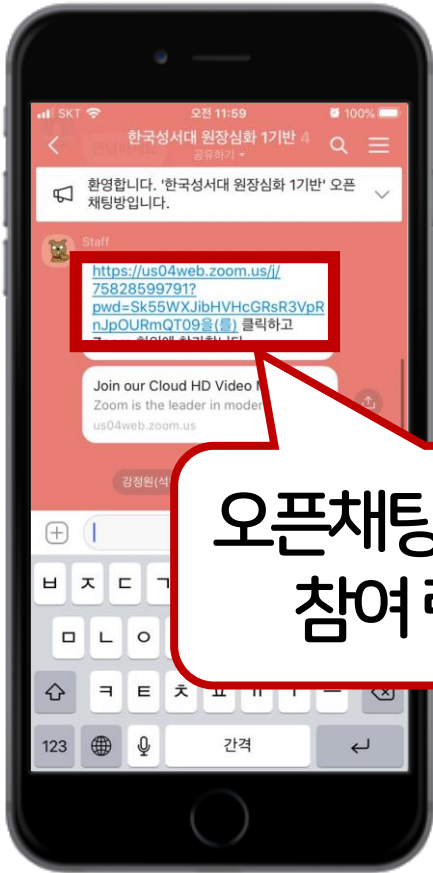 SKT 오전 11:59 100%
한국성서대 원장심화 1기반 4
공유하기
환영합니다. '한국성서대 원장심화 1기반' 오픈
채팅방입니다.
Staff
https://us04web.zoom.us/j/
75828599791?
pwd=Sk55WXJibHVHcGRsR3VpR
nJpOURmQT09을(를) 클릭하고
Join our Cloud HD Video
Zoom is the leader in moder
us04web.zoom.us
오픈채팅
참여
ㅂ ㅈ ㄷ ㄱ
ㅁ ㄴ ㅇ
ㅋ ㅌ ㅊ ㅍ ㅠ ㅜ ㅡ
123 간격